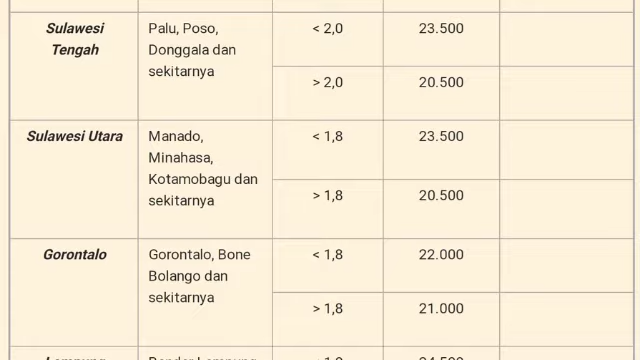 Sulawesi Tengah
Palu, Poso, Donggala dan sekitarnya
< 2,0
23.500
> 2,0
20.500
Sulawesi Utara
Manado, Minahasa, Kotamobagu dan sekitarnya
< 1,8
23.500
> 1,8
20.500
Gorontalo
Gorontalo, Bone Bolango dan sekitarnya
< 1,8
22.000
> 1,8
21.000